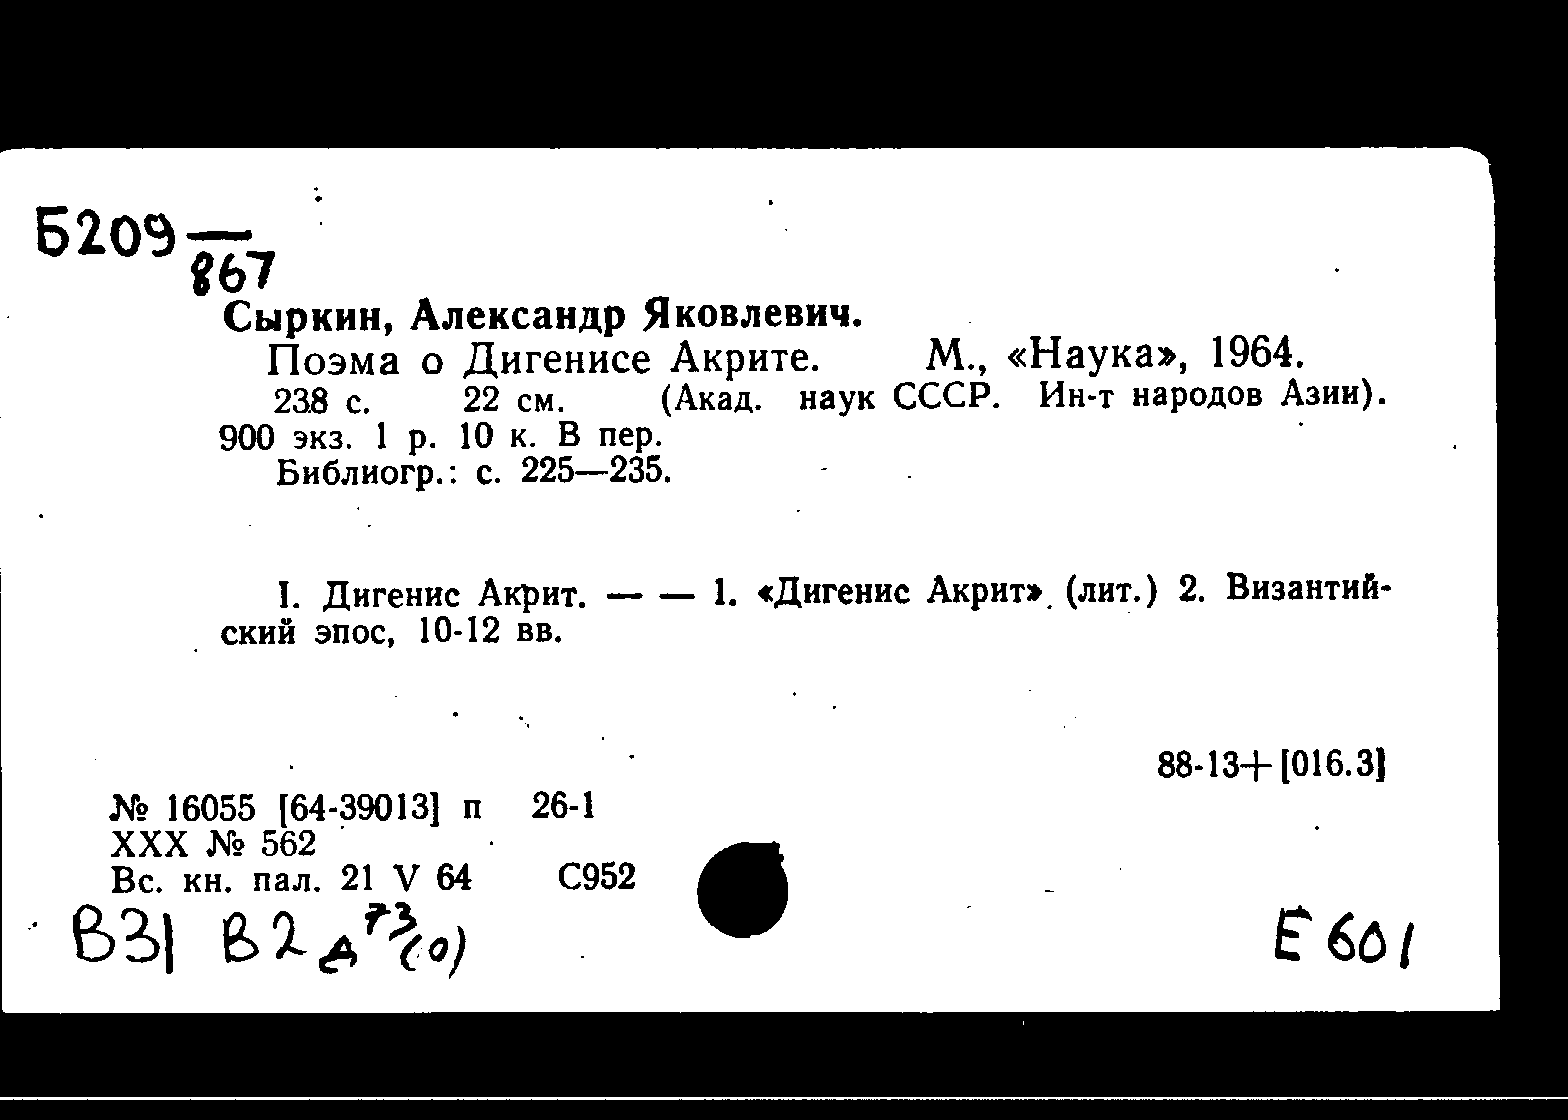 Б209—
867
Сыркин, Александр Яковлевич.
Поэма о Дигенисе Акрите. М., «Наука», 1964.
238 с. 22 см. (Акад. наук СССР. Ин-т народов Азии).
900 экз. 1 р. 10 к. В пер.
Библиогр.: с. 225—235.
I. Дигенис Акрит. — — 1. «Дигенис Акрит» (лит.) 2. Византий-
ский эпос, 10-12 вв.
88-13+[016.3]
№ 16055 [64-39013] п 26-1
XXX № 562
Вс. кн. пал. 21 V 64 С952
В31 В2 д 73 (0) Е 601